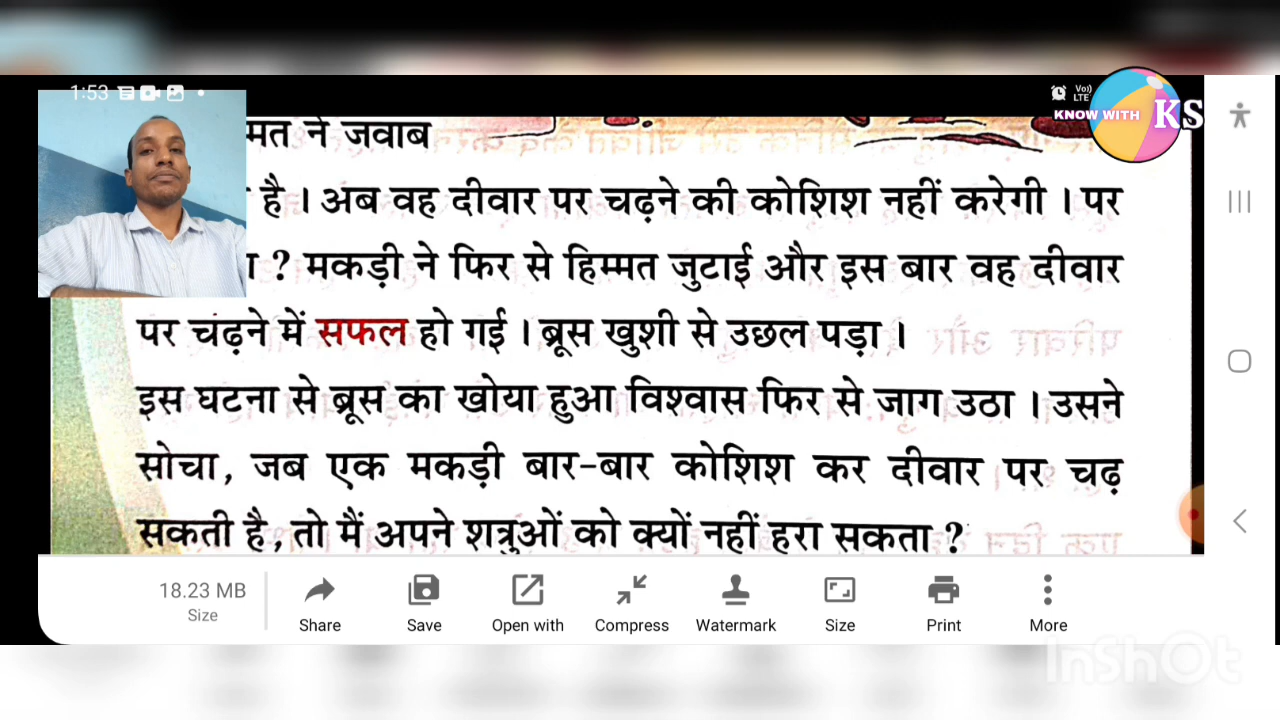 1:53
Vo)) LTE
KNOW WITH KS
मत ने जवाब
है । अब वह दीवार पर चढ़ने की कोशिश नहीं करेगी । पर
? मकड़ी ने फिर से हिम्मत जुटाई और इस बार वह दीवार
पर चढ़ने में सफल हो गई । ब्रूस खुशी से उछल पड़ा ।
इस घटना से ब्रूस का खोया हुआ विश्वास फिर से जाग उठा । उसने
सोचा, जब एक मकड़ी बार-बार कोशिश कर दीवार पर चढ़
सकती है, तो मैं अपने शत्रुओं को क्यों नहीं हरा सकता ?
18.23 MB
Size
Share
Save
Open with
Compress
Watermark
Size
Print
More
InShOt